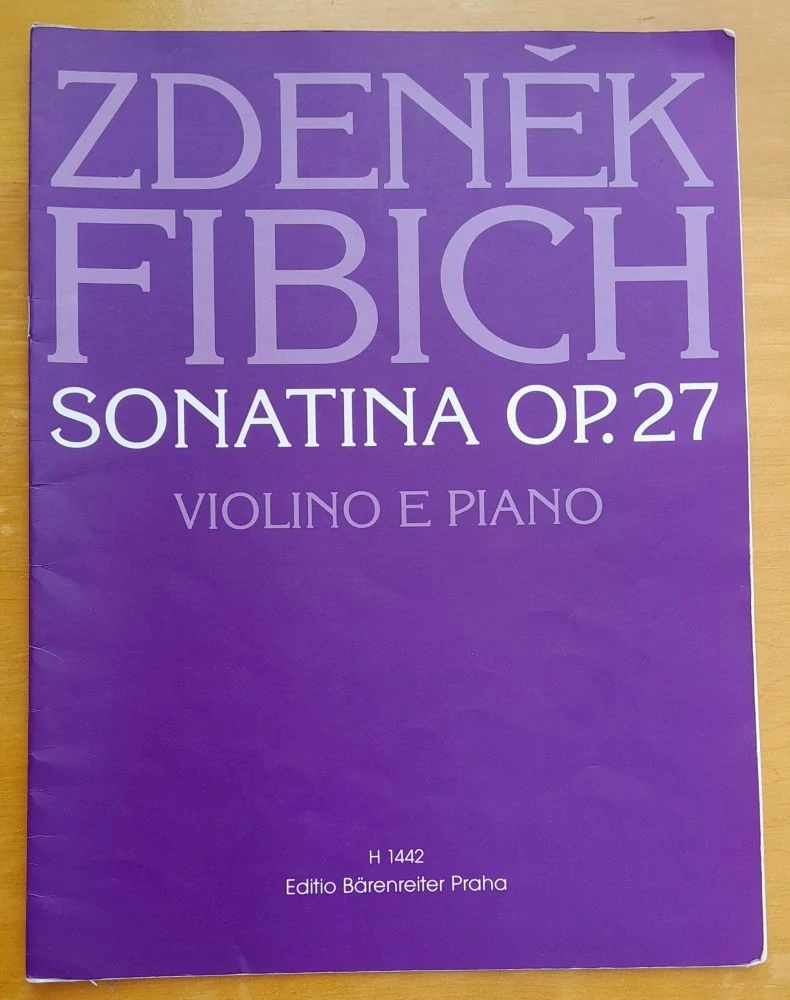 ZDENĚK
FIBICH
SONATINA OP. 27
VIOLINO E PIANO
H 1442
Editio Bärenreiter Praha